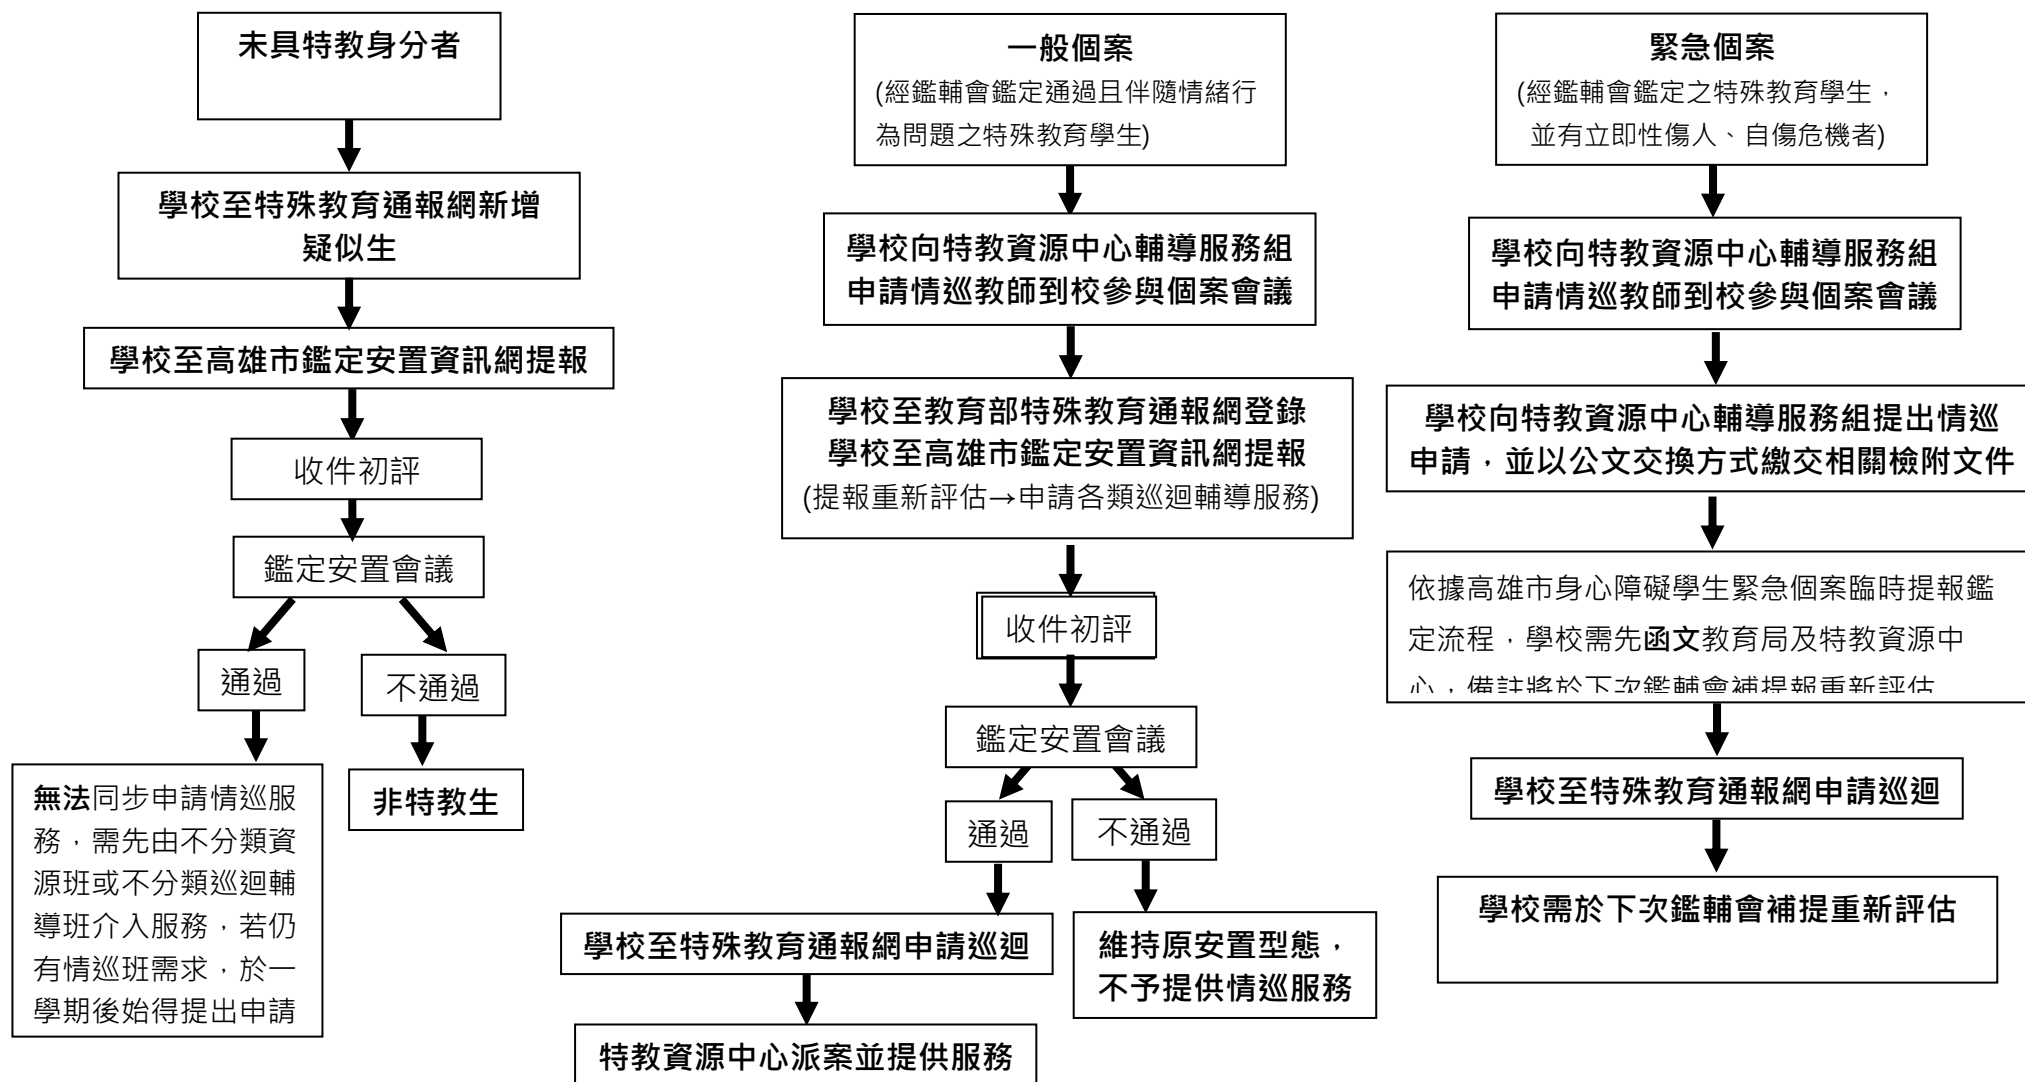 未具特教身分者
學校至特殊教育通報網新增
疑似生
學校至高雄市鑑定安置資訊網提報
收件初評
鑑定安置會議
通過
不通過
無法同步申請情巡服
務，需先由不分類資
源班或不分類巡迴輔
導班介入服務，若仍
有情巡班需求，於一
學期後始得提出申請
非特教生
一般個案
(經鑑輔會鑑定通過且伴隨情緒行
為問題之特殊教育學生)
學校向特教資源中心輔導服務組
申請情巡教師到校參與個案會議
學校至教育部特殊教育通報網登錄
學校至高雄市鑑定安置資訊網提報
(提報重新評估→申請各類巡迴輔導服務)
收件初評
鑑定安置會議
通過
不通過
學校至特殊教育通報網申請巡迴
維持原安置型態，
不予提供情巡服務
特教資源中心派案並提供服務
緊急個案
(經鑑輔會鑑定之特殊教育學生，
並有立即性傷人、自傷危機者)
學校向特教資源中心輔導服務組
申請情巡教師到校參與個案會議
學校向特教資源中心輔導服務組提出情巡
申請，並以公文交換方式繳交相關檢附文件
依據高雄市身心障礙學生緊急個案臨時提報鑑
定流程，學校需先函文教育局及特教資源中
心，備註將於下次鑑輔會補提報重新評估
學校至特殊教育通報網申請巡迴
學校需於下次鑑輔會補提重新評估